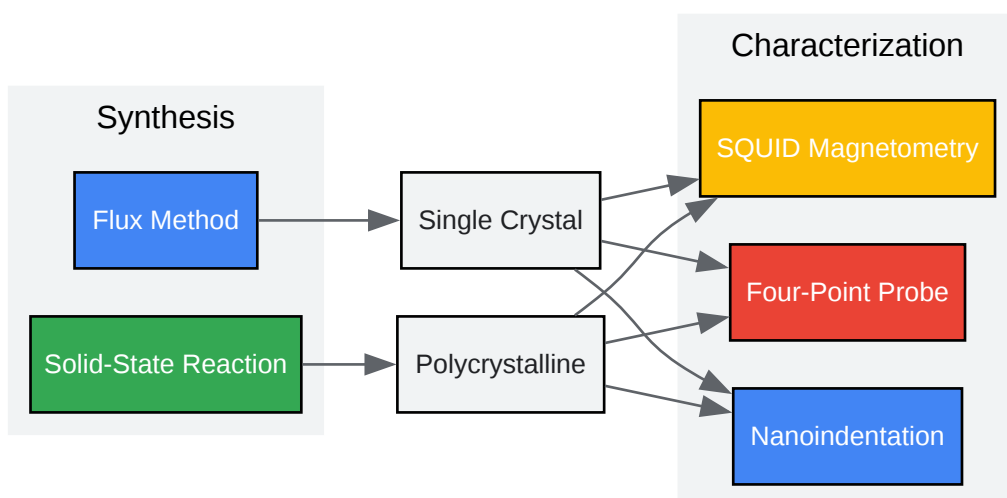 Synthesis
Flux Method
Solid-State Reaction
Single Crystal
Polycrystalline
Characterization
SQUID Magnetometry
Four-Point Probe
Nanoindentation